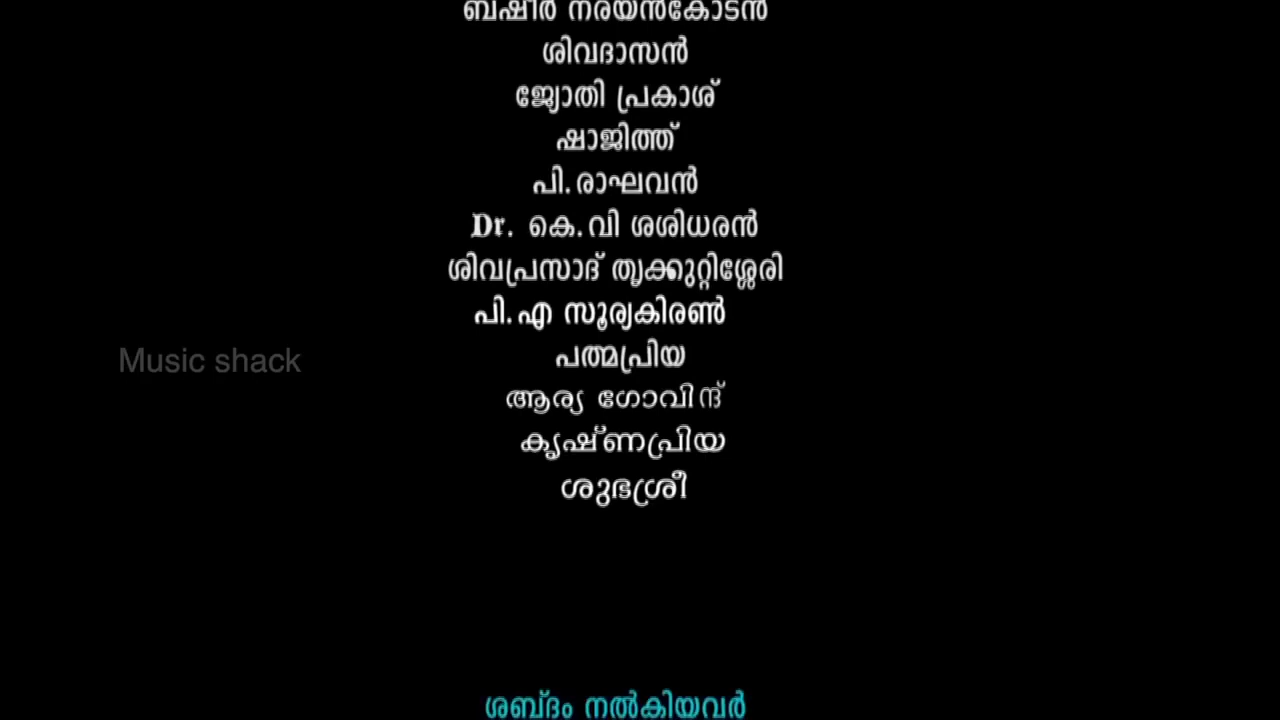 ബഷീർ നരയൻകോടൻ
ശിവദാസൻ
ജ്യോതി പ്രകാശ്
ഷാജിത്ത്
പി.രാഘവൻ
Dr. കെ.വി ശശിധരൻ
ശിവപ്രസാദ് തൃക്കുറ്റിശ്ശേരി
പി.എ സൂര്യകിരൺ
Music shack
പത്മപ്രിയ
ആര്യ ഗോവിന്ദ്
കൃഷ്ണപ്രിയ
ശുഭശ്രീ
ശബ്ദം നൽകിയവർ